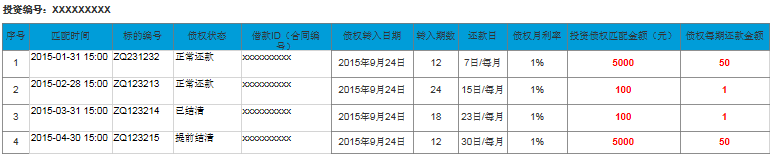 投资编号：XXXXXXXXX
序号 匹配时间 标的编号 债权状态 借款ID（合同编号） 债权转入日期 转入期数 还款日 债权月利率 投资债权匹配金额（元） 债权每期还款金额
1 2015-01-31 15:00 ZQ231232 正常还款 xxxxxxxxxx 2015年9月24日 12 7日/每月 1% 5000 50
2 2015-02-28 15:00 ZQ123213 正常还款 xxxxxxxxxx 2015年9月24日 24 15日/每月 1% 100 1
3 2015-03-31 15:00 ZQ123214 已结清 xxxxxxxxxx 2015年9月24日 18 23日/每月 1% 100 1
4 2015-04-30 15:00 ZQ123215 提前结清 xxxxxxxxxx 2015年9月24日 12 30日/每月 1% 5000 50